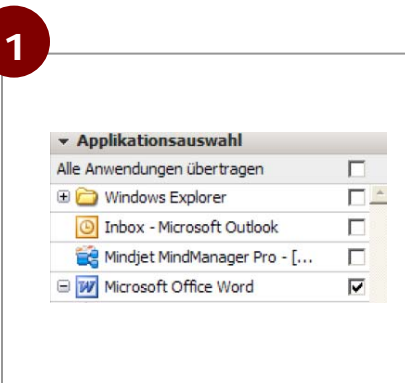 1
Applikationsauswahl
Alle Anwendungen übertragen
Windows Explorer
Inbox - Microsoft Outlook
Mindjet MindManager Pro - [...
Microsoft Office Word